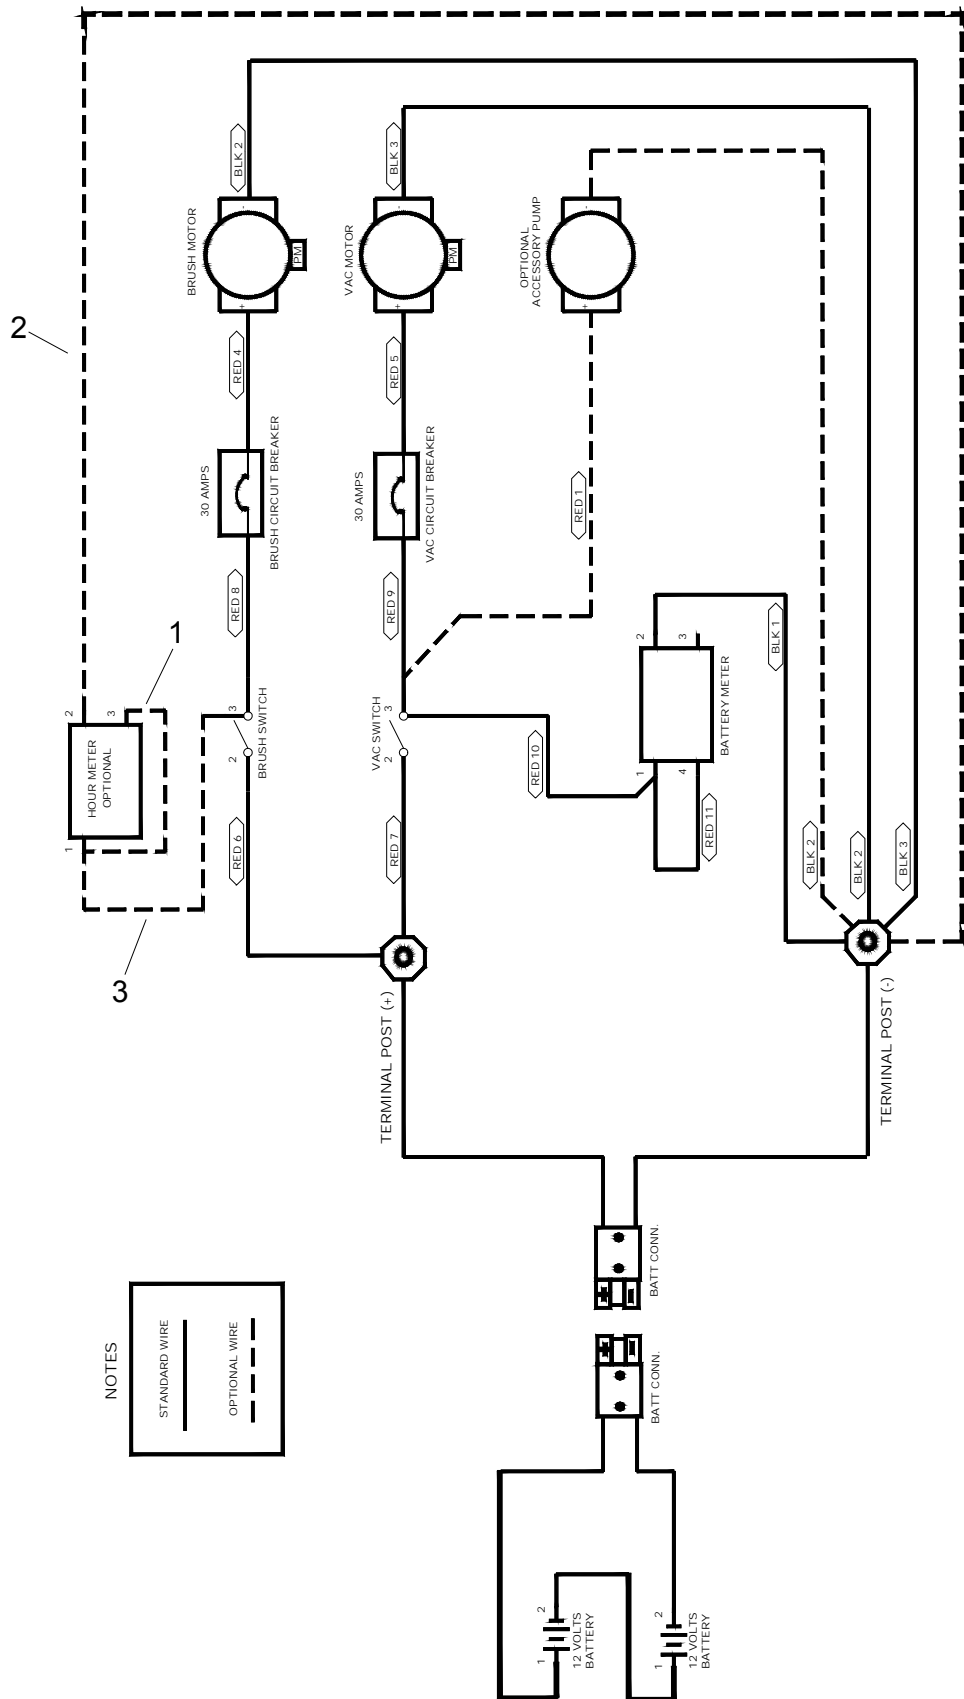 2
1
3
HOUR METER
OPTIONAL
1
2
3
BLK 2
BRUSH MOTOR
-
+
PM
RED 4
30 AMPS
BRUSH CIRCUIT BREAKER
RED 8
3
2
BRUSH SWITCH
RED 6
BLK 3
VAC MOTOR
-
+
PM
RED 5
30 AMPS
VAC CIRCUIT BREAKER
RED 9
VAC SWITCH
3
2
RED 7
TERMINAL POST (+)
OPTIONAL
ACCESSORY PUMP
-
+
RED 1
RED 10
2
3
1
4
BATTERY METER
RED 11
BLK 1
BLK 2
BLK 2
BLK 3
TERMINAL POST (-)
BATT CONN.
+
-
BATT CONN.
+
-
NOTES
STANDARD WIRE
OPTIONAL WIRE
1
2
12 VOLTS
BATTERY
1
2
12 VOLTS
BATTERY